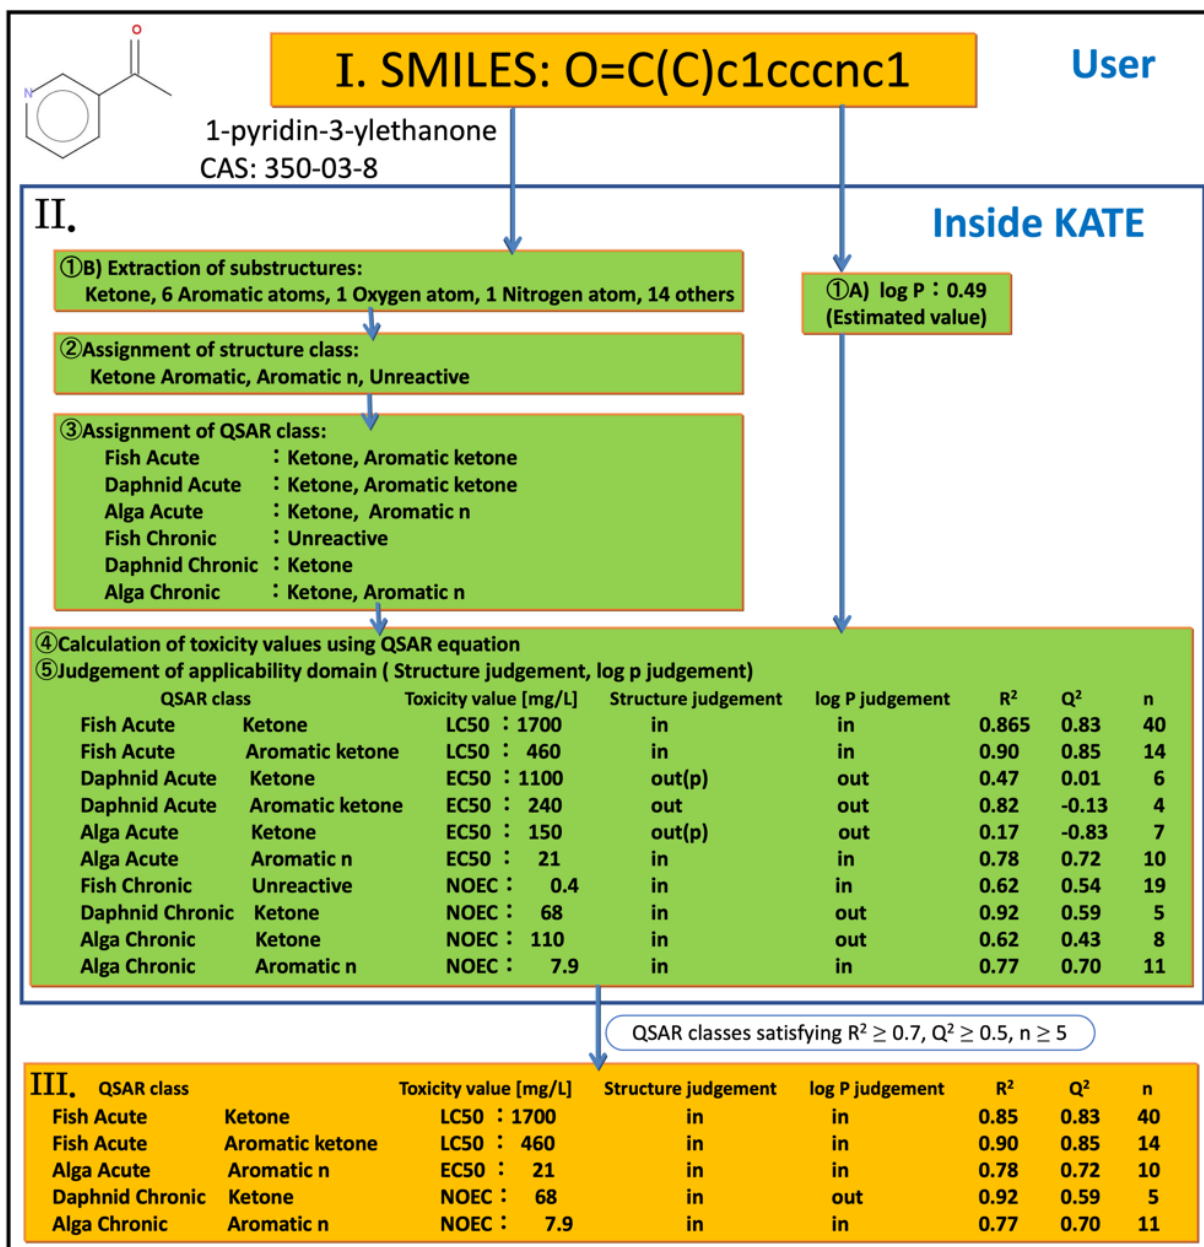 O
N
I. SMILES: O=C(C)c1cccnc1
User
1-pyridin-3-ylethanone
CAS: 350-03-8
II.
Inside KATE
①B) Extraction of substructures:
Ketone, 6 Aromatic atoms, 1 Oxygen atom, 1 Nitrogen atom, 14 others
①A) log P：0.49
(Estimated value)
②Assignment of structure class:
Ketone Aromatic, Aromatic n, Unreactive
③Assignment of QSAR class:
Fish Acute ：Ketone, Aromatic ketone
Daphnid Acute ：Ketone, Aromatic ketone
Alga Acute ：Ketone, Aromatic n
Fish Chronic ：Unreactive
Daphnid Chronic ：Ketone
Alga Chronic ：Ketone, Aromatic n
④Calculation of toxicity values using QSAR equation
⑤Judgement of applicability domain ( Structure judgement, log p judgement)
QSAR class Toxicity value [mg/L] Structure judgement log P judgement R² Q² n
Fish Acute Ketone LC50：1700 in in 0.865 0.83 40
Fish Acute Aromatic ketone LC50：460 in in 0.90 0.85 14
Daphnid Acute Ketone EC50：1100 out(p) out 0.47 0.01 6
Daphnid Acute Aromatic ketone EC50：240 out out 0.82 -0.13 4
Alga Acute Ketone EC50：150 out(p) out 0.17 -0.83 7
Alga Acute Aromatic n EC50：21 in in 0.78 0.72 10
Fish Chronic Unreactive NOEC：0.4 in in 0.62 0.54 19
Daphnid Chronic Ketone NOEC：68 in out 0.92 0.59 5
Alga Chronic Ketone NOEC：110 in out 0.62 0.43 8
Alga Chronic Aromatic n NOEC：7.9 in in 0.77 0.70 11
QSAR classes satisfying R² ≥ 0.7, Q² ≥ 0.5, n ≥ 5
III. QSAR class Toxicity value [mg/L] Structure judgement log P judgement R² Q² n
Fish Acute Ketone LC50：1700 in in 0.85 0.83 40
Fish Acute Aromatic ketone LC50：460 in in 0.90 0.85 14
Alga Acute Aromatic n EC50：21 in in 0.78 0.72 10
Daphnid Chronic Ketone NOEC：68 in out 0.92 0.59 5
Alga Chronic Aromatic n NOEC：7.9 in in 0.77 0.70 11